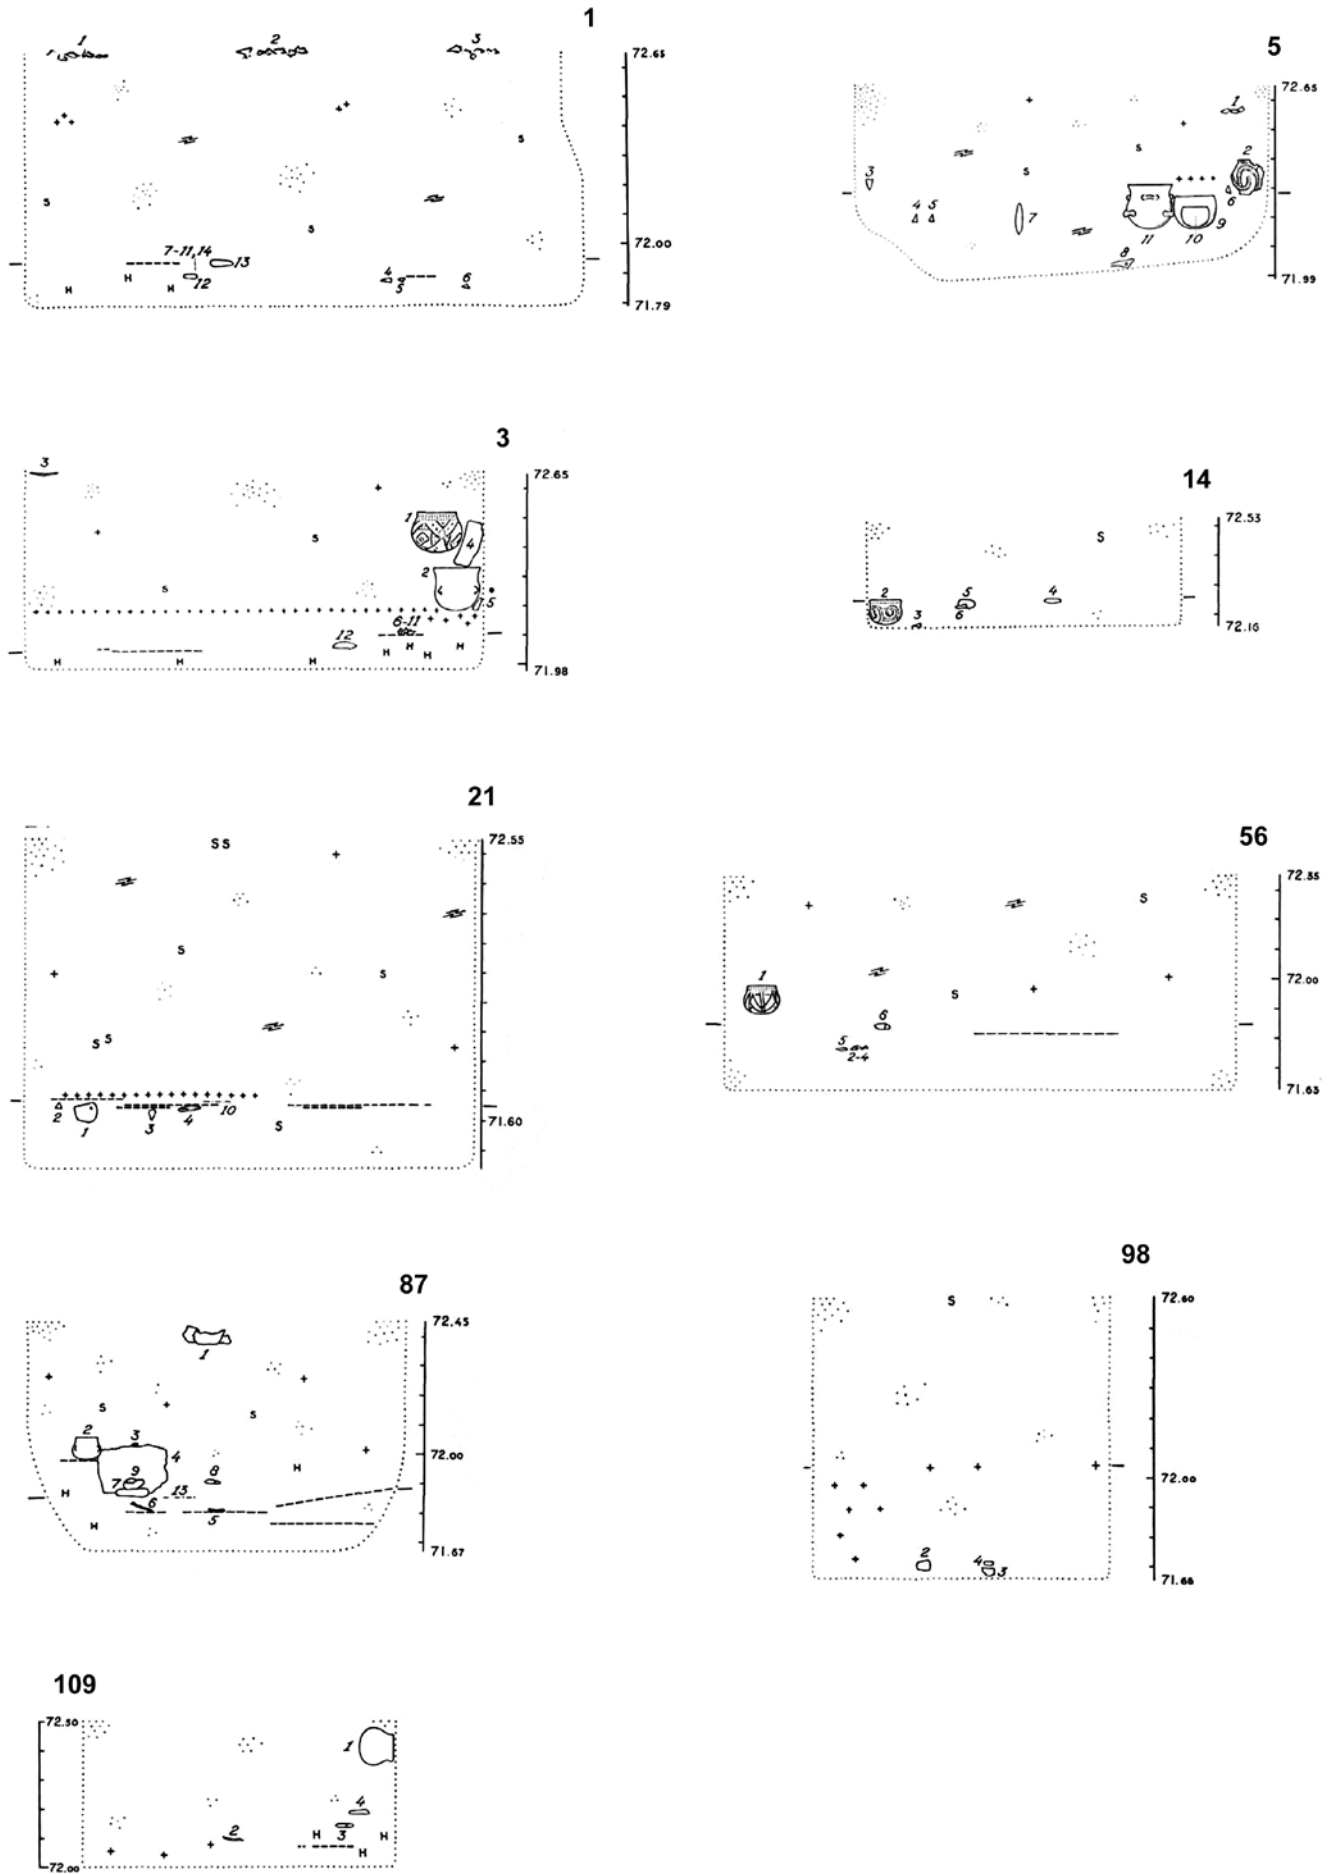 1
1 2 3
72.65
+ + + + +
S
S
S
72.00
7-11,14
13
H H H
12
4 5 6
71.79
5
72.65
1
+ +
S
S
2
3
+ + + +
4 5
7
6
11 10 9
8
71.99
3
3
72.65
+
1
+
S
4
2
S
5
6-11
12
H H H H H H H
71.98
14
72.53
S
2 5 4
3 6
72.16
21
S S
72.55
+
S
+
S
S S
+
2 1 3 4 10
71.60
S
56
72.35
+
S
72.00
+
1
S
+
6
5
2-4
71.63
87
72.45
1
+ +
S + S
2 3
4
72.00
+
9 8
7
H
13
6 5
H
71.67
98
S
72.60
+ + +
72.00
+ +
+ +
+
+
2 4 3
71.66
109
72.50
1
4
2 H 3 H
+ + +
H
72.00